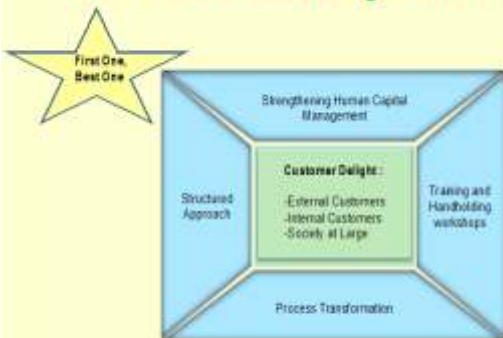 First One,
Best One
Strengthening Human Capital
Management
Structured
Approach
Customer Delight :
-External Customers
-Internal Customers
-Society at Large
Training and
Handholding
workshops
Process Transformation